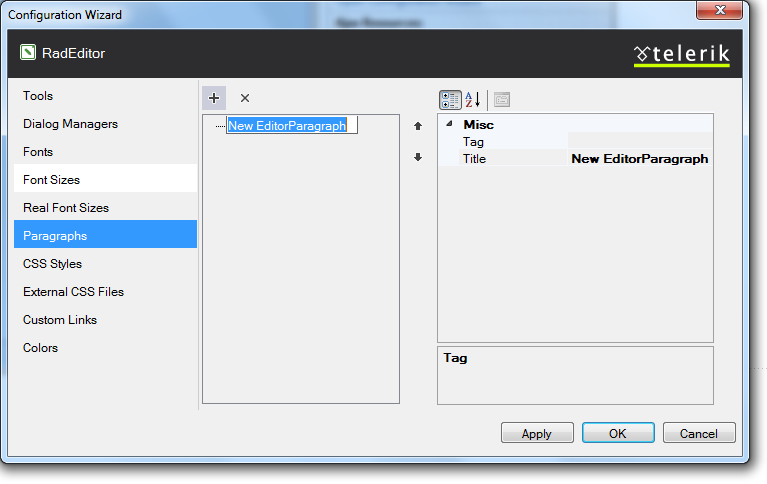 Configuration Wizard
RadEditor
telerik
Tools
Dialog Managers
Fonts
Font Sizes
Real Font Sizes
Paragraphs
CSS Styles
External CSS Files
Custom Links
Colors
New EditorParagraph
Misc
Tag
Title New EditorParagraph
Tag
Apply OK Cancel